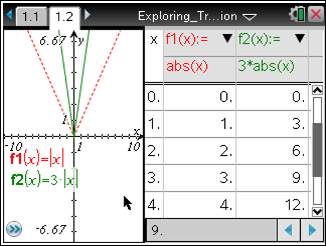 1.1 1.2 Exploring_Tr...ion
6.67 y
1
x
-10 1 10
f1(x)=|x|
f2(x)=3·|x|
-6.67
x f1(x):= f2(x):=
abs(x) 3*abs(x)
0. 0. 0.
1. 1. 3.
2. 2. 6.
3. 3. 9.
4. 4. 12.
9.